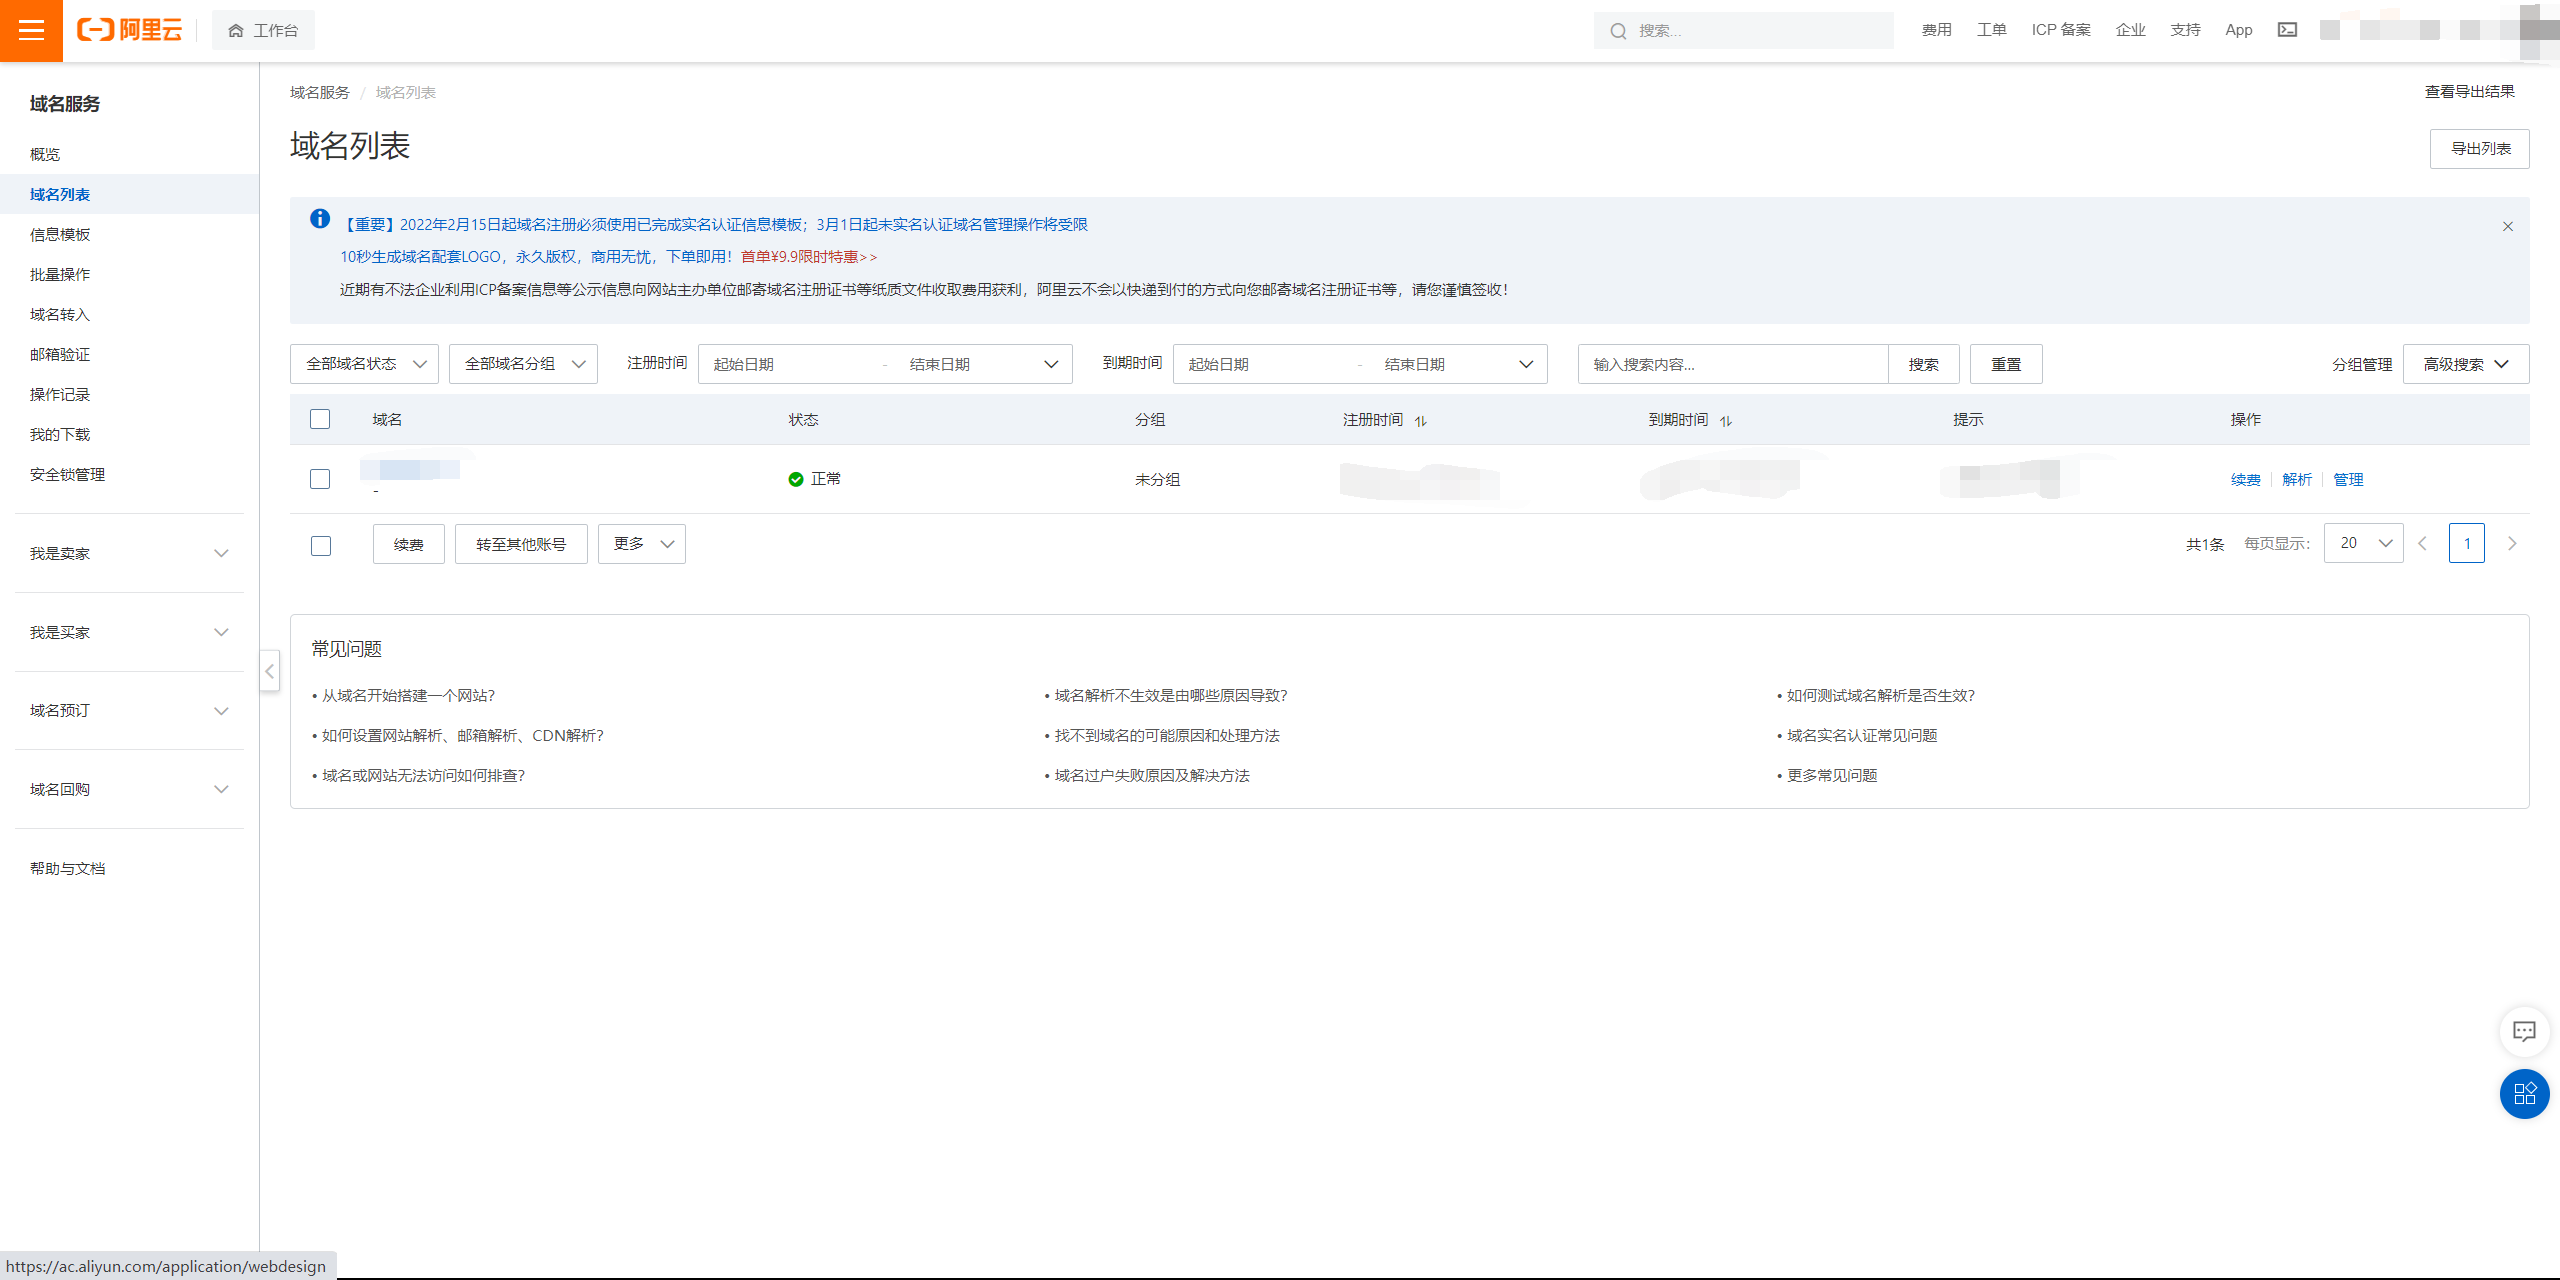 阿里云
工作台
搜索...
费用 工单 ICP 备案 企业 支持 App
域名服务
概览
域名列表
信息模板
批量操作
域名转入
邮箱验证
操作记录
我的下载
安全锁管理
我是卖家
我是买家
域名预订
域名回购
帮助与文档
域名服务 / 域名列表
查看导出结果
域名列表
导出列表
【重要】2022年2月15日起域名注册必须使用已完成实名认证信息模板；3月1日起未实名认证域名管理操作将受限
10秒生成域名配套LOGO，永久版权，商用无忧，下单即用！首单¥9.9限时特惠>>
近期有不法企业利用ICP备案信息等公示信息向网站主办单位邮寄域名注册证书等纸质文件收取费用获利，阿里云不会以快递到付的方式向您邮寄域名注册证书等，请您谨慎签收！
全部域名状态 全部域名分组 注册时间 起始日期 - 结束日期 到期时间 起始日期 - 结束日期 输入搜索内容... 搜索 重置 分组管理 高级搜索
域名 状态 分组 注册时间 到期时间 提示 操作
- 正常 未分组 续费 解析 管理
续费 转至其他账号 更多 共1条 每页显示： 20 1
常见问题
• 从域名开始搭建一个网站？ • 域名解析不生效是由哪些原因导致？ • 如何测试域名解析是否生效？
• 如何设置网站解析、邮箱解析、CDN解析？ • 找不到域名的可能原因和处理方法 • 域名实名认证常见问题
• 域名或网站无法访问如何排查？ • 域名过户失败原因及解决方法 • 更多常见问题
https://ac.aliyun.com/application/webdesign